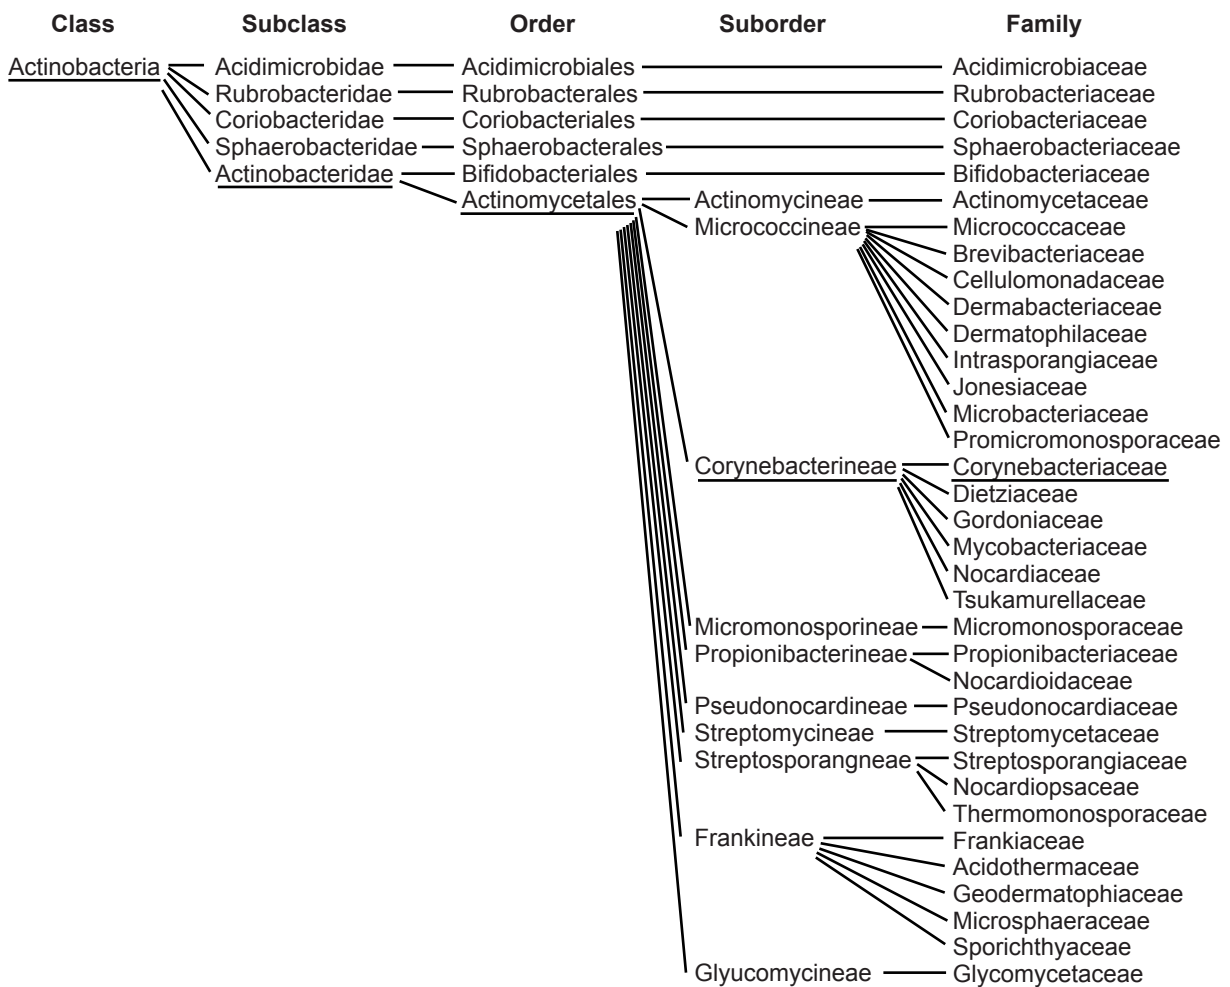 Class Subclass Order Suborder Family
Actinobacteria Acidimicrobidae Acidimicrobiales Acidimicrobiaceae
Rubrobacteridae Rubrobacterales Rubrobacteriaceae
Coriobacteridae Coriobacteriales Coriobacteriaceae
Sphaerobacteridae Sphaerobacterales Sphaerobacteriaceae
Actinobacteridae Bifidobacteriales Bifidobacteriaceae
Actinomycetales Actinomycineae Actinomycetaceae
Micrococcineae Micrococcaceae
Brevibacteriaceae
Cellulomonadaceae
Dermabacteriaceae
Dermatophilaceae
Intrasporangiaceae
Jonesiaceae
Microbacteriaceae
Promicromonosporaceae
Corynebacterineae Corynebacteriaceae
Dietziaceae
Gordoniaceae
Mycobacteriaceae
Nocardiaceae
Tsukamurellaceae
Micromonosporineae Micromonosporaceae
Propionibacterineae Propionibacteriaceae
Nocardioidaceae
Pseudonocardineae Pseudonocardiaceae
Streptomycineae Streptomycetaceae
Streptosporangneae Streptosporangiaceae
Nocardiopsaceae
Thermomonosporaceae
Frankineae Frankiaceae
Acidothermaceae
Geodermatophiaceae
Microsphaeraceae
Sporichthyaceae
Glyucomycineae Glycomycetaceae